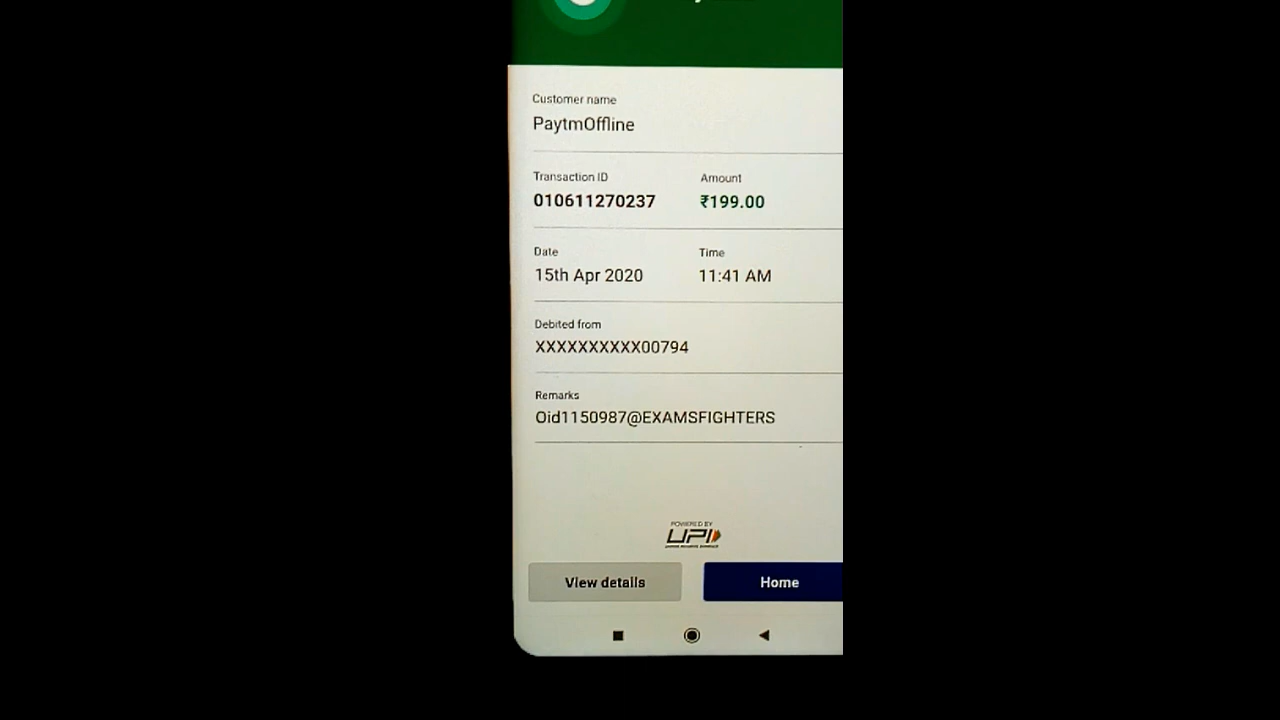 Customer name
PaytmOffline
Transaction ID
Amount
010611270237
₹199.00
Date
Time
15th Apr 2020
11:41 AM
Debited from
XXXXXXXXXX00794
Remarks
Oid1150987@EXAMSFIGHTERS
POWERED BY
UPI
View details
Home